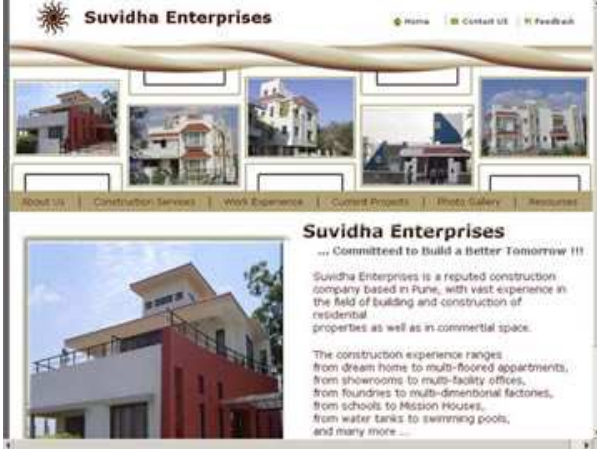 Suvidha Enterprises
Home | Contact US | Feedback
About Us | Construction Services | Work Experience | Current Projects | Photo Gallery | Resources
Suvidha Enterprises
... Committeed to Build a Better Tomorrow !!!
Suvidha Enterprises is a reputed construction
company based in Pune, with vast experience in
the field of building and construction of
residential
properties as well as in commertial space.
The construction experience ranges
from dream home to multi-floored appartments,
from showrooms to multi-facility offices,
from foundries to multi-dimentional factories,
from schools to Mission Houses,
from water tanks to swimming pools,
and many more ...